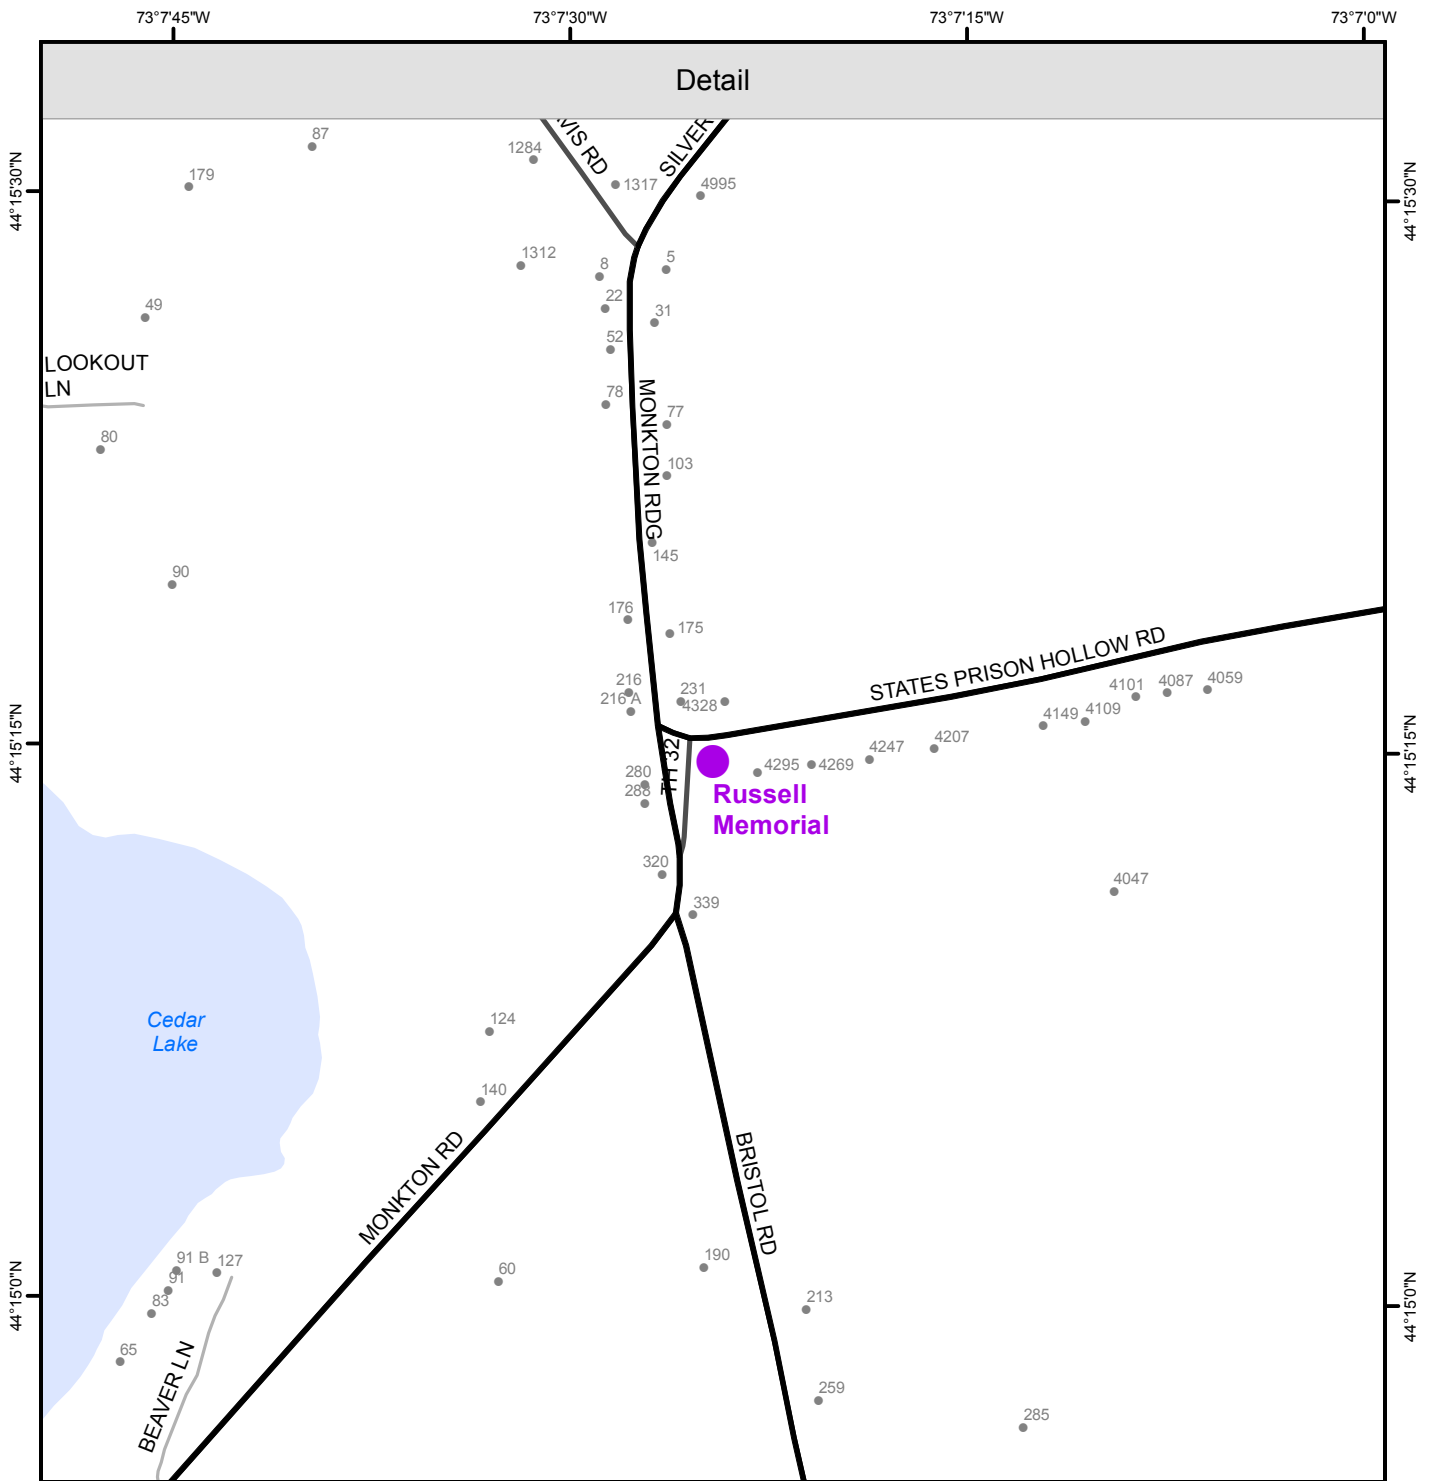 73°7'45"W
73°7'30"W
73°7'15"W
73°7'0"W
Detail
87
1284
VIS RD
SILVER
179
1317
4995
44°15'30"N
44°15'30"N
1312
8
5
22
31
49
52
LOOKOUT
LN
78
MONKTON RDG
77
80
103
145
90
176
175
STATES PRISON HOLLOW RD
216
231
216 A
4328
4101
4087
4059
4149
4109
44°15'15"N
44°15'15"N
TH 32
4295
4269
4247
4207
280
288
Russell
Memorial
320
4047
339
Cedar
Lake
124
140
MONKTON RD
BRISTOL RD
91 B
127
91
83
60
190
213
44°15'0"N
44°15'0"N
65
BEAVER LN
259
285